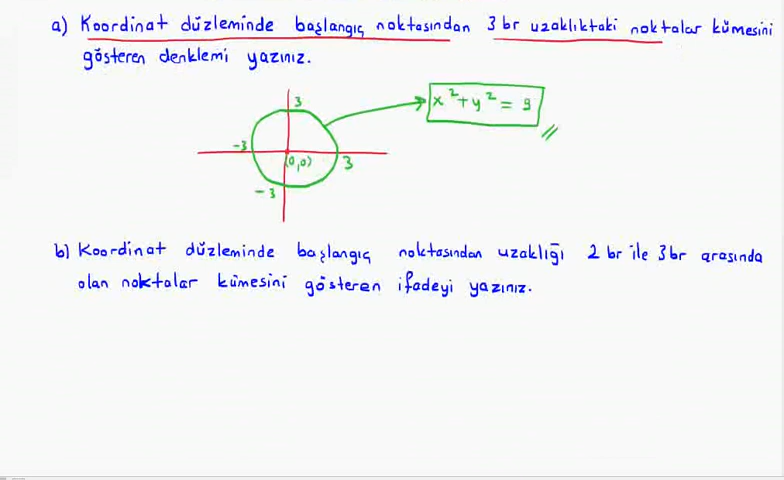 a) Koordinat düzleminde başlangıç noktasından 3 br uzaklıktaki noktalar kümesini
gösteren denklemi yazınız.
3
x² + y² = 9
-3
(0,0)
3
-3
b) Koordinat düzleminde başlangıç noktasından uzaklığı 2 br ile 3 br arasında
olan noktalar kümesini gösteren ifadeyi yazınız.